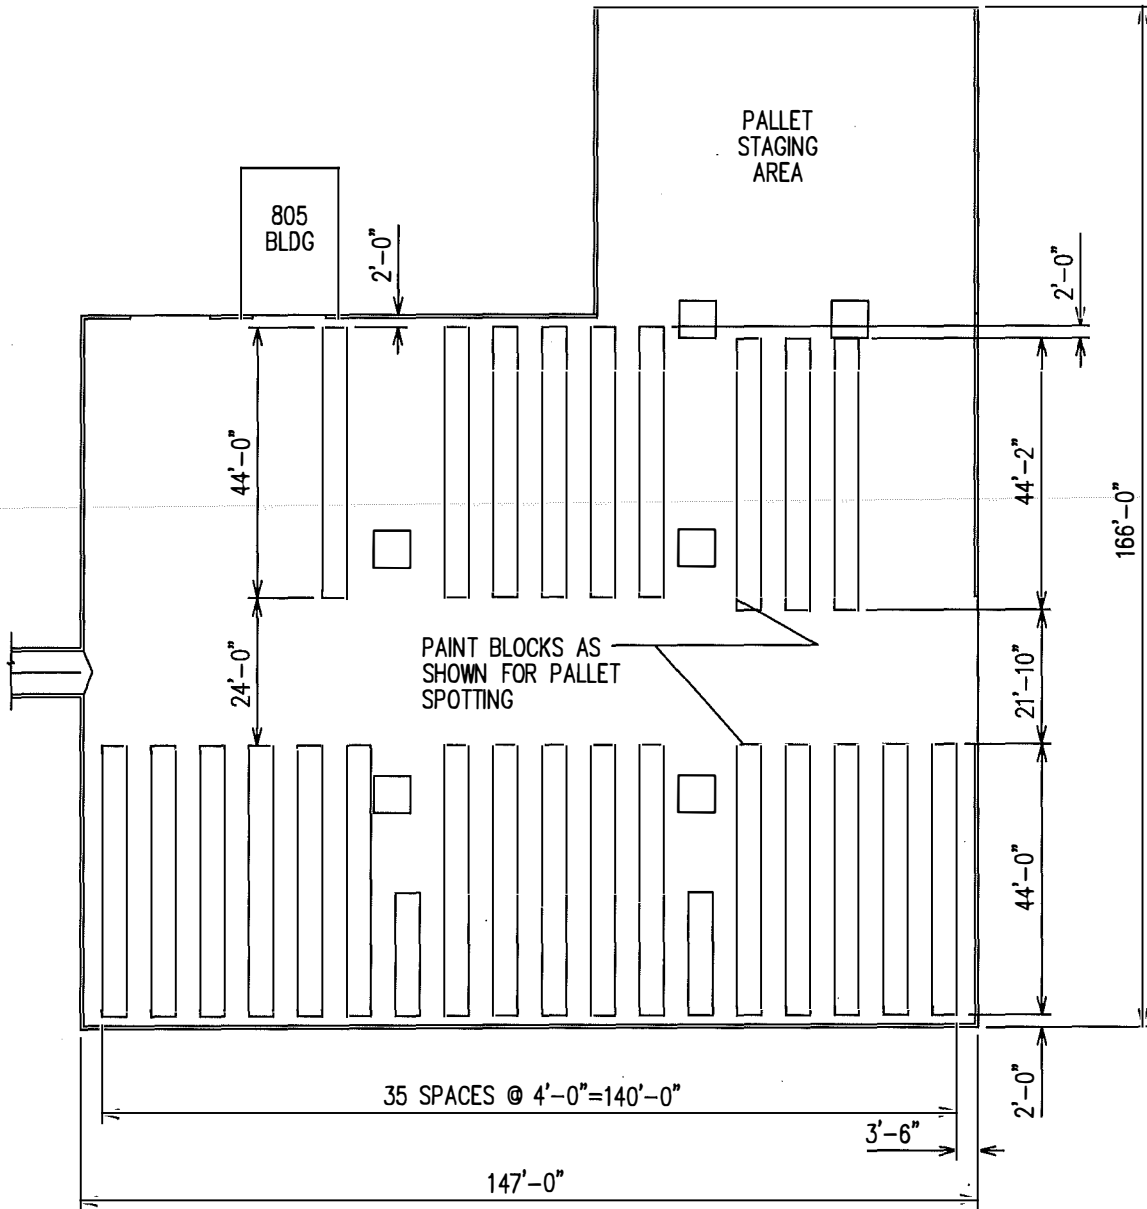 PALLET
STAGING
AREA
805
BLDG
2'-0"
2'-0"
44'-0"
44'-2"
166'-0"
PAINT BLOCKS AS
SHOWN FOR PALLET
SPOTTING
24'-0"
21'-10"
44'-0"
35 SPACES @ 4'-0"=140'-0"
2'-0"
3'-6"
147'-0"